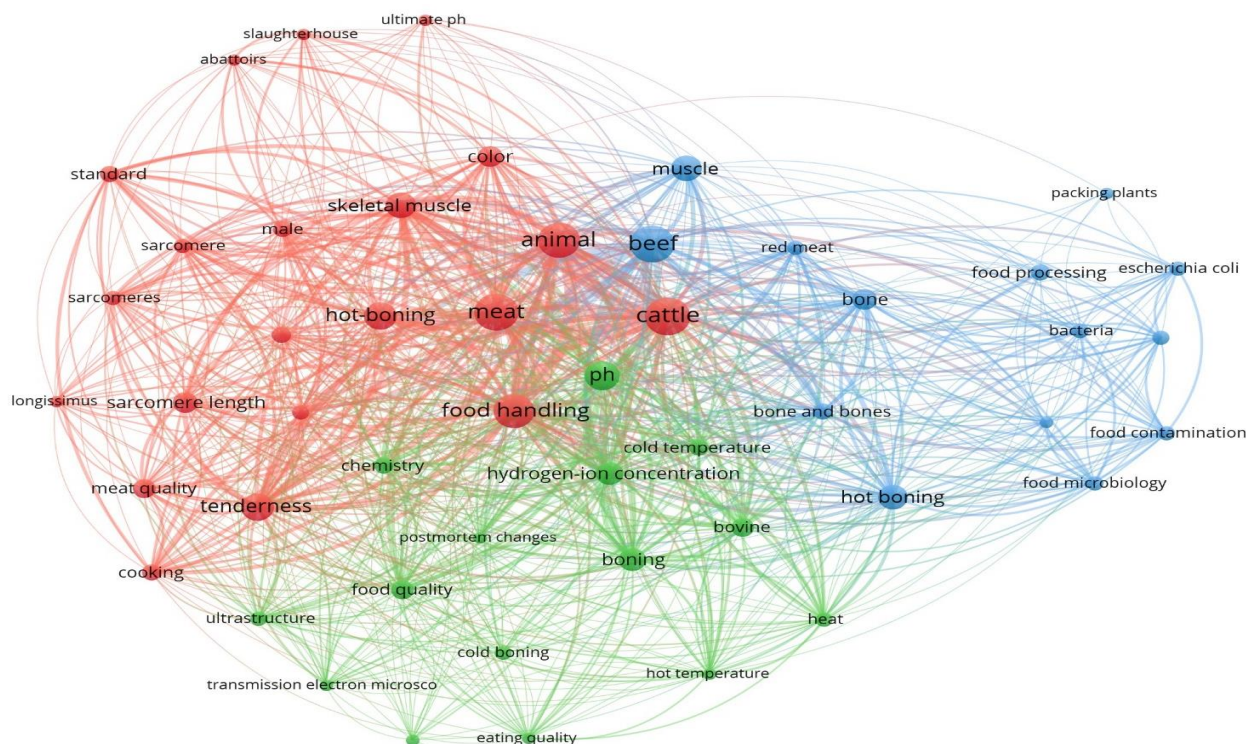 ultimate ph
slaughterhouse
abattoirs
color
muscle
standard
packing plants
skeletal muscle
male
animal
beef
sarcomere
red meat
food processing
escherichia coli
sarcomeres
bone
hot-boning
meat
cattle
bacteria
ph
longissimus
sarcomere length
food handling
bone and bones
food contamination
cold temperature
chemistry
hydrogen-ion concentration
food microbiology
meat quality
hot boning
tenderness
bovine
postmortem changes
boning
cooking
food quality
ultrastructure
heat
cold boning
hot temperature
transmission electron microsco
eating quality